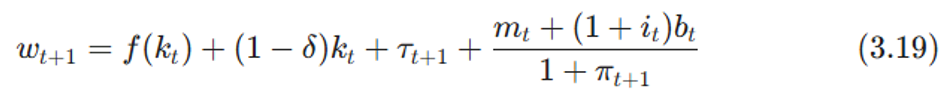 w_{t+1} = f(k_t) + (1 − δ)k_t + τ_{t+1} + \frac{m_t + (1 + i_t)b_t}{1 + π_{t+1}} (3.19)